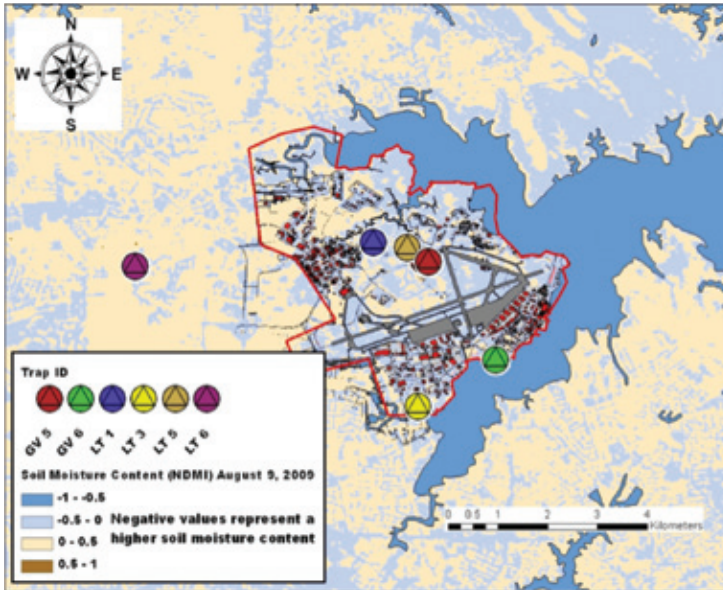 N
W E
S
Trap ID
GV 5 GV 6 LT 1 LT 3 LT 5 LT 6
Soil Moisture Content (NDMI) August 9, 2009
-1 - -0.5
-0.5 - 0 Negative values represent a
0 - 0.5 higher soil moisture content
0.5 - 1
0 0.5 1 2 3 4
Kilometers